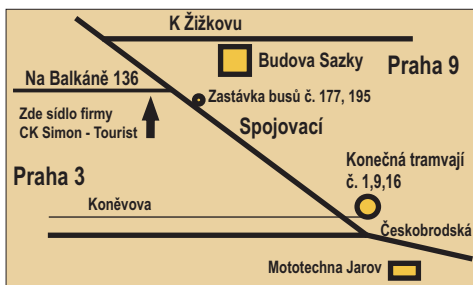 K Žižkovu
Budova Sazky
Praha 9
Na Balkáně 136
Zastávka busů č. 177, 195
Zde sídlo firmy
CK Simon - Tourist
Spojovací
Konečná tramvají
č. 1,9,16
Praha 3
Koněvova
Českobrodská
Mototechna Jarov